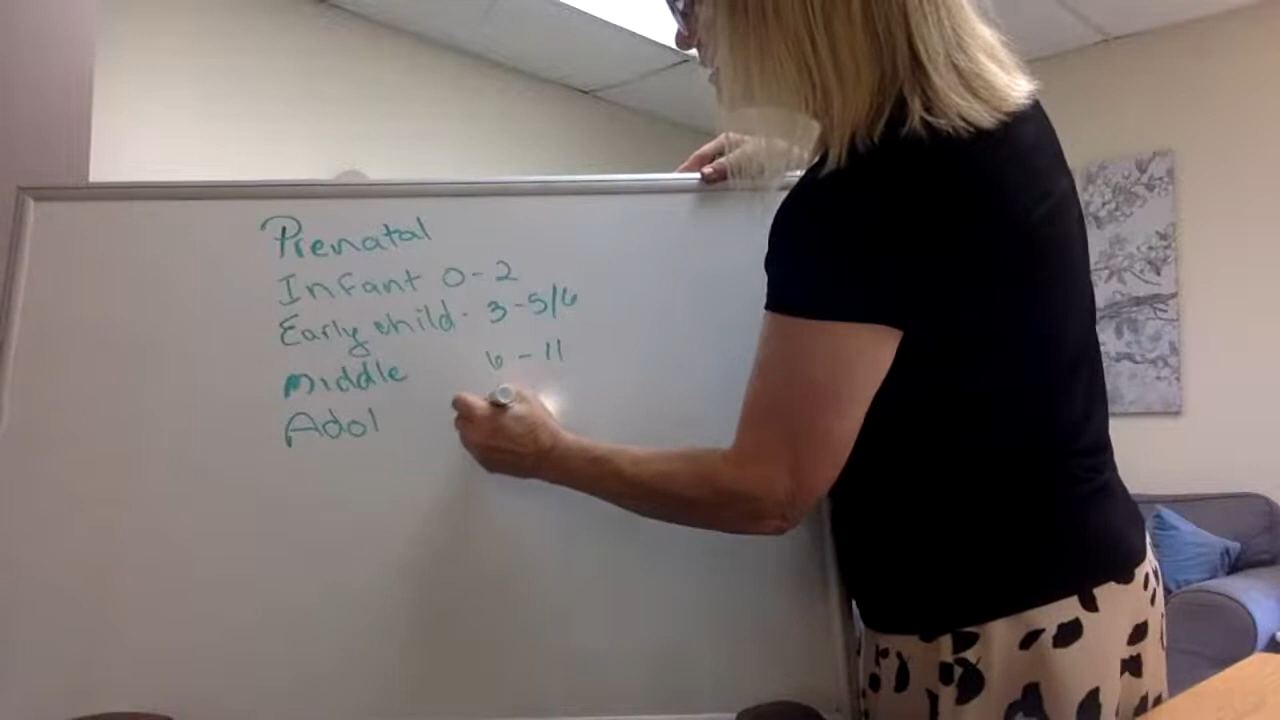 Prenatal
Infant 0-2
Early child. 3-5/6
Middle 6-11
Adol